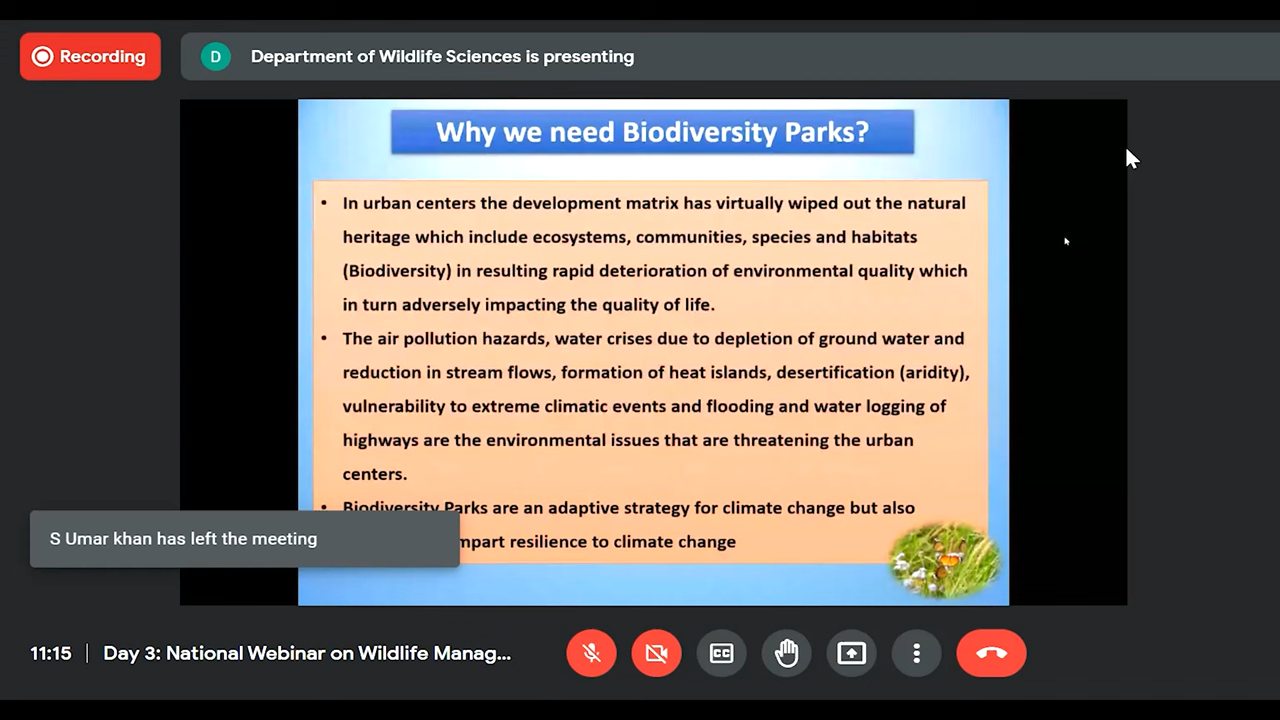 Recording
D
Department of Wildlife Sciences is presenting
Why we need Biodiversity Parks?
• In urban centers the development matrix has virtually wiped out the natural
heritage which include ecosystems, communities, species and habitats
(Biodiversity) in resulting rapid deterioration of environmental quality which
in turn adversely impacting the quality of life.
• The air pollution hazards, water crises due to depletion of ground water and
reduction in stream flows, formation of heat islands, desertification (aridity),
vulnerability to extreme climatic events and flooding and water logging of
highways are the environmental issues that are threatening the urban
centers.
• Biodiversity Parks are an adaptive strategy for climate change but also
resilience to climate change
S Umar khan has left the meeting
11:15
Day 3: National Webinar on Wildlife Manag...
CC